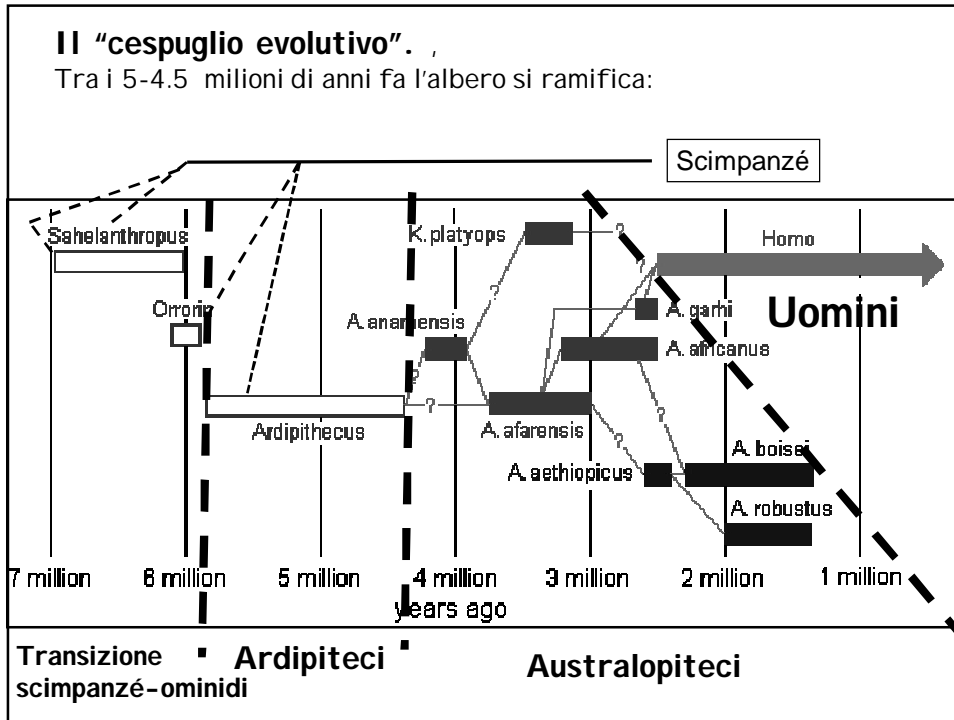 Il “cespuglio evolutivo”. ,
Tra i 5-4.5 milioni di anni fa l'albero si ramifica:
Scimpanzé
Sahelanthropus
K. platyops
?
?
Homo
Orrorin
?
A. garhi
Uomini
A. anamensis
A. africanus
?
?
Ardipithecus
A. afarensis
?
?
A. boisei
A. aethiopicus
A. robustus
7 million
6 million
5 million
4 million
3 million
2 million
1 million
years ago
Transizione
scimpanzé-ominidi
Ardipiteci
Australopiteci